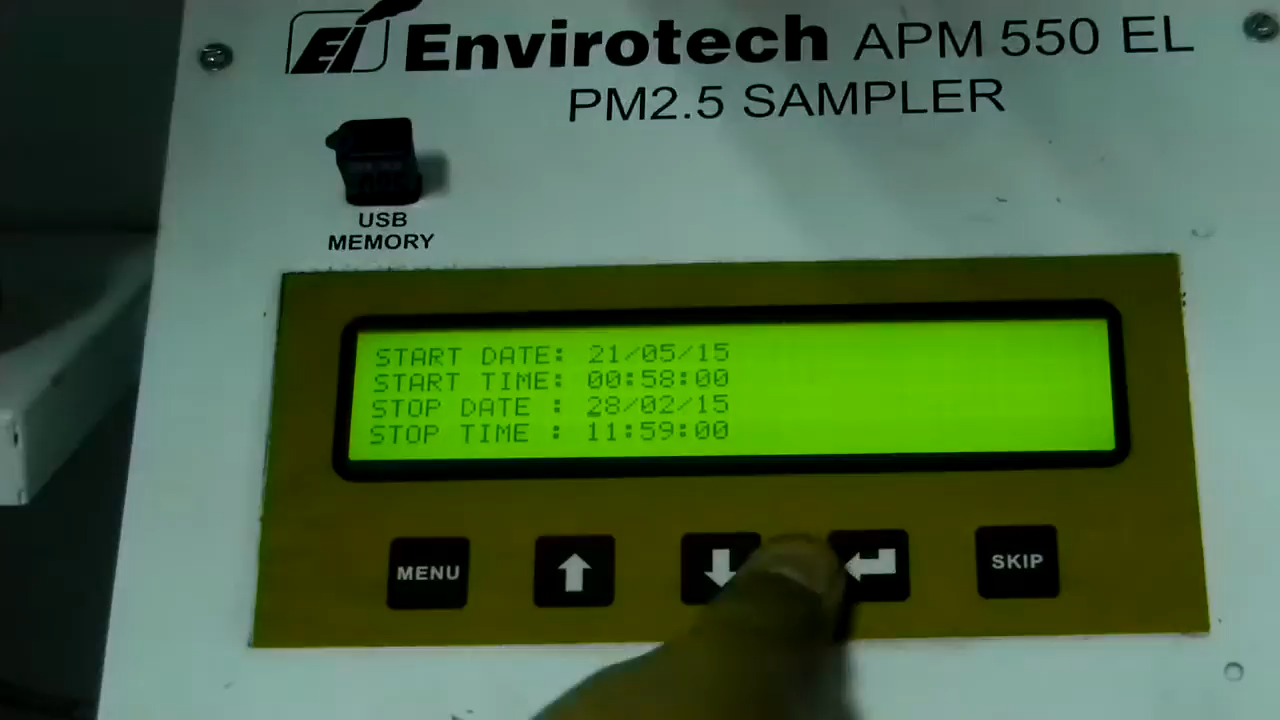 EI Envirotech APM 550 EL
PM2.5 SAMPLER
USB
MEMORY
START DATE: 21/05/15
START TIME: 00:58:00
STOP DATE : 28/02/15
STOP TIME : 11:59:00
MENU
SKIP